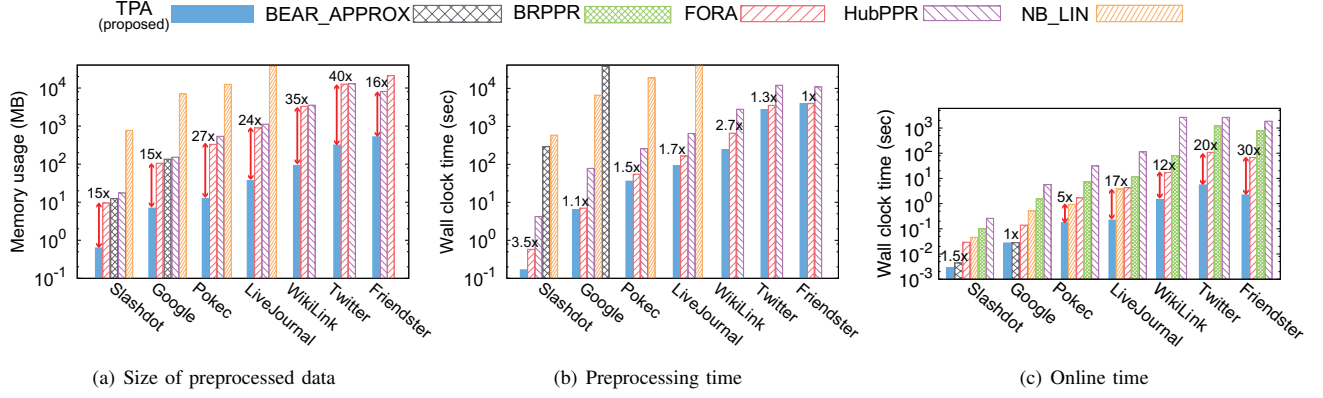 TPA (proposed) BEAR_APPROX BRPPR FORA HubPPR NB_LIN
Memory usage (MB)
10^4
10^3
10^2
10^1
10^0
10^-1
15x 15x 27x 24x 35x 40x 16x
Slashdot Google Pokec LiveJournal WikiLink Twitter Friendster
(a) Size of preprocessed data
Wall clock time (sec)
10^4
10^3
10^2
10^1
10^0
10^-1
3.5x 1.1x 1.5x 1.7x 2.7x 1.3x 1x
Slashdot Google Pokec LiveJournal WikiLink Twitter Friendster
(b) Preprocessing time
Wall clock time (sec)
10^3
10^2
10^1
10^0
10^-1
10^-2
10^-3
1.5x 1x 5x 17x 12x 20x 30x
Slashdot Google Pokec LiveJournal WikiLink Twitter Friendster
(c) Online time